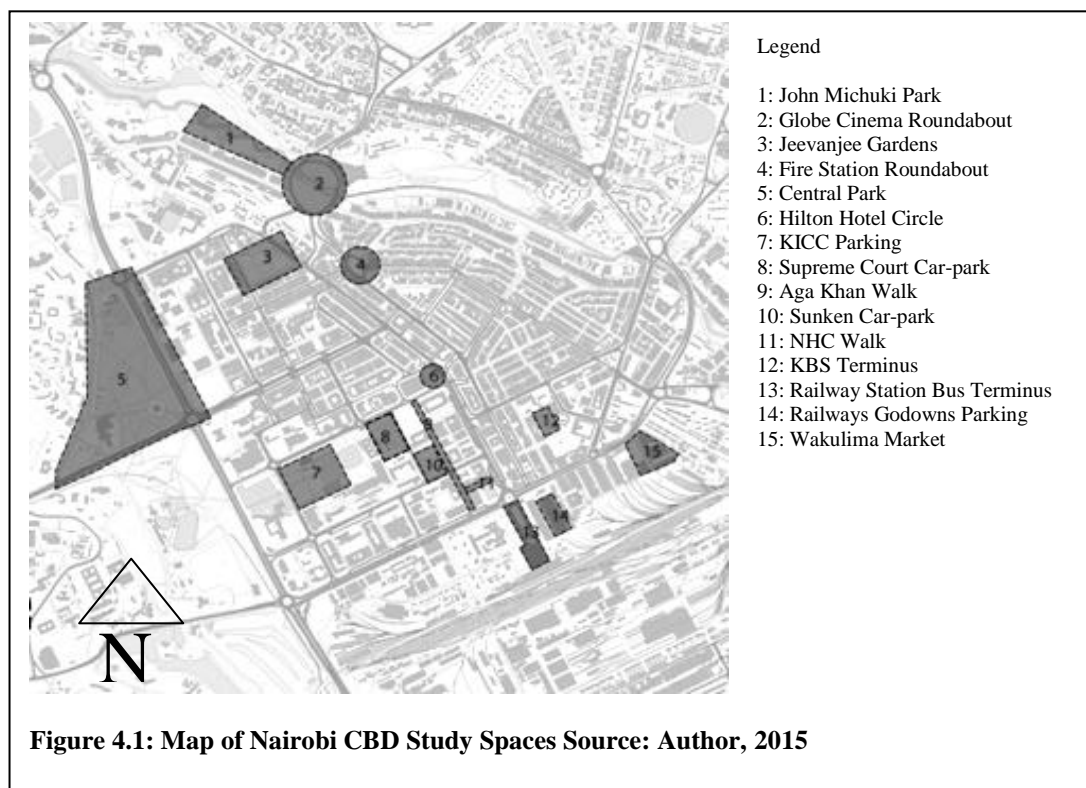 Legend
1: John Michuki Park
2: Globe Cinema Roundabout
3: Jeevanjee Gardens
4: Fire Station Roundabout
5: Central Park
6: Hilton Hotel Circle
7: KICC Parking
8: Supreme Court Car-park
9: Aga Khan Walk
10: Sunken Car-park
11: NHC Walk
12: KBS Terminus
13: Railway Station Bus Terminus
14: Railways Godowns Parking
15: Wakulima Market
1
2
3
4
5
6
7
8
9
10
11
12
13
14
15
N
Figure 4.1: Map of Nairobi CBD Study Spaces Source: Author, 2015